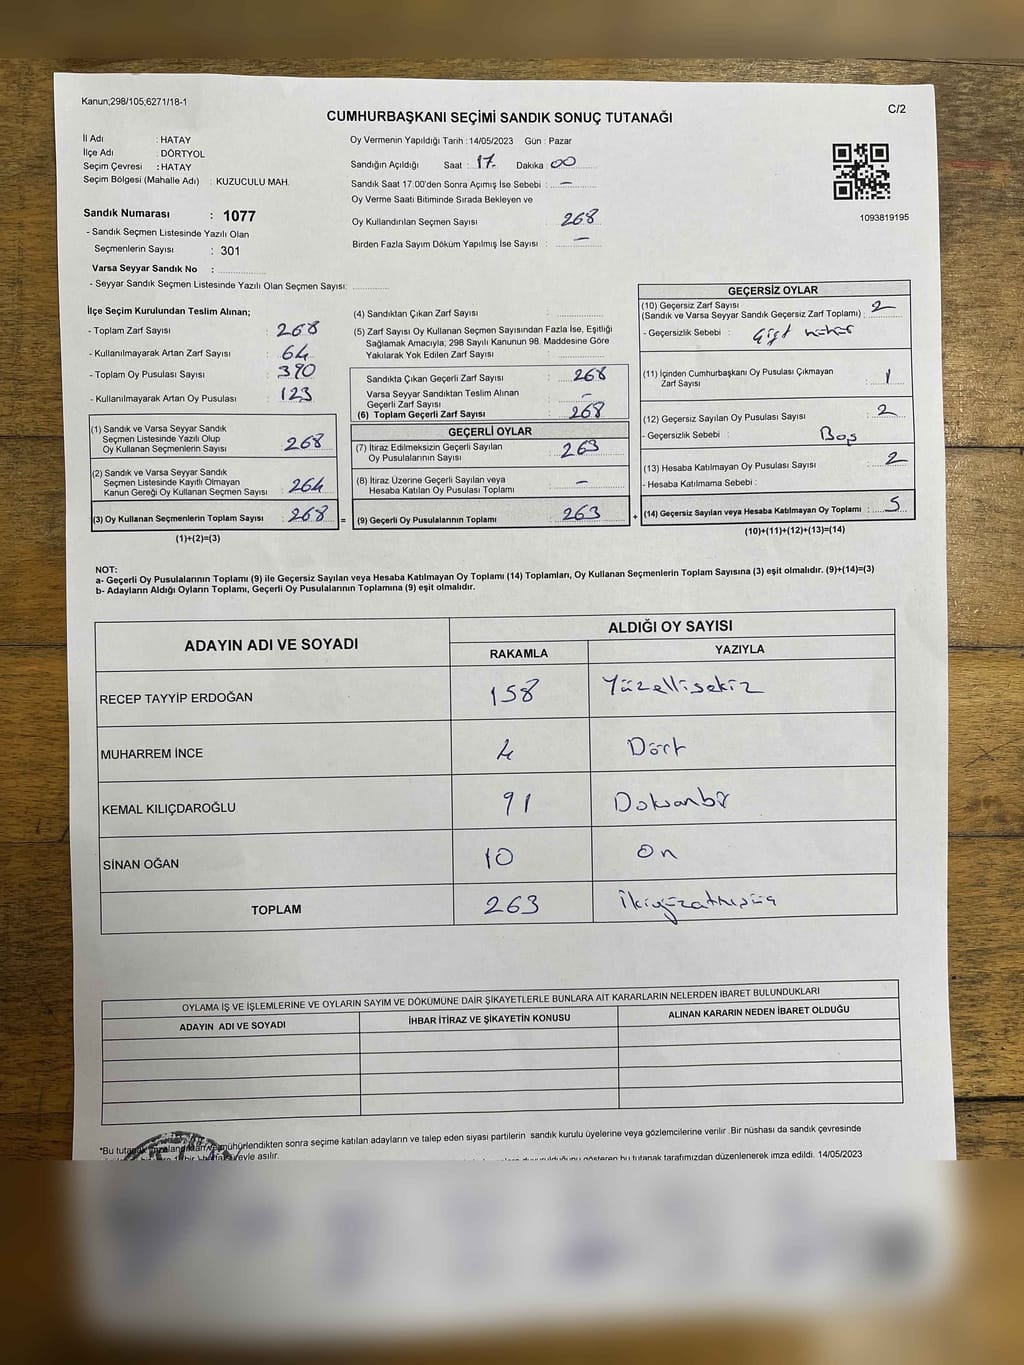 Kanun;298/105;6271/18-1
C/2
CUMHURBAŞKANI SEÇİMİ SANDIK SONUÇ TUTANAĞI
İl Adı : HATAY
İlçe Adı : DÖRTYOL
Seçim Çevresi : HATAY
Seçim Bölgesi (Mahalle Adı) : KUZUCULU MAH.
Sandık Numarası : 1077
- Sandık Seçmen Listesinde Yazılı Olan
Seçmenlerin Sayısı : 301
Varsa Seyyar Sandık No :
- Seyyar Sandık Seçmen Listesinde Yazılı Olan Seçmen Sayısı:
Oy Vermenin Yapıldığı Tarih : 14/05/2023 Gün : Pazar
Sandığın Açıldığı Saat : 17. Dakika : 00
Sandık Saat 17.00'den Sonra Açımış İse Sebebi : —
Oy Verme Saati Bitiminde Sırada Bekleyen ve
Oy Kullandırılan Seçmen Sayısı : 268
Birden Fazla Sayım Döküm Yapılmış İse Sayısı : —
1093819195
İlçe Seçim Kurulundan Teslim Alınan;
- Toplam Zarf Sayısı : 268
- Kullanılmayarak Artan Zarf Sayısı : 64
- Toplam Oy Pusulası Sayısı : 390
- Kullanılmayarak Artan Oy Pusulası : 123
(1) Sandık ve Varsa Seyyar Sandık
Seçmen Listesinde Yazılı Olup
Oy Kullanan Seçmenlerin Sayısı : 268
(2) Sandık ve Varsa Seyyar Sandık
Seçmen Listesinde Kayıtlı Olmayan
Kanun Gereği Oy Kullanan Seçmen Sayısı : 264
(3) Oy Kullanan Seçmenlerin Toplam Sayısı : 268 =
(1)+(2)=(3)
(4) Sandıktan Çıkan Zarf Sayısı :
(5) Zarf Sayısı Oy Kullanan Seçmen Sayısından Fazla İse, Eşitliği
Sağlamak Amacıyla; 298 Sayılı Kanunun 98. Maddesine Göre
Yakılarak Yok Edilen Zarf Sayısı :
Sandıkta Çıkan Geçerli Zarf Sayısı : 268
Varsa Seyyar Sandıktan Teslim Alınan
Geçerli Zarf Sayısı : —
(6) Toplam Geçerli Zarf Sayısı : 268
GEÇERLİ OYLAR
(7) İtiraz Edilmeksizin Geçerli Sayılan
Oy Pusulalarının Sayısı : 263
(8) İtiraz Üzerine Geçerli Sayılan veya
Hesaba Katılan Oy Pusulası Toplamı : —
(9) Geçerli Oy Pusulalarının Toplamı : 263 +
GEÇERSİZ OYLAR
(10) Geçersiz Zarf Sayısı
(Sandık ve Varsa Seyyar Sandık Geçersiz Zarf Toplamı) : 2
- Geçersizlik Sebebi : Çift mühür
(11) İçinden Cumhurbaşkanı Oy Pusulası Çıkmayan
Zarf Sayısı : 1
(12) Geçersiz Sayılan Oy Pusulası Sayısı : 2
- Geçersizlik Sebebi : Boş
(13) Hesaba Katılmayan Oy Pusulası Sayısı : 2
- Hesaba Katılmama Sebebi :
(14) Geçersiz Sayılan veya Hesaba Katılmayan Oy Toplamı : 5
(10)+(11)+(12)+(13)=(14)
NOT:
a- Geçerli Oy Pusulalarının Toplamı (9) ile Geçersiz Sayılan veya Hesaba Katılmayan Oy Toplamı (14) Toplamları, Oy Kullanan Seçmenlerin Toplam Sayısına (3) eşit olmalıdır. (9)+(14)=(3)
b- Adayların Aldığı Oyların Toplamı, Geçerli Oy Pusulalarının Toplamına (9) eşit olmalıdır.
ADAYIN ADI VE SOYADI
ALDIĞI OY SAYISI
RAKAMLA YAZIYLA
RECEP TAYYİP ERDOĞAN 158 Yüzellisekiz
MUHARREM İNCE 4 Dört
KEMAL KILIÇDAROĞLU 91 Doksanbir
SİNAN OĞAN 10 On
TOPLAM 263 ikiyüzatmışüç
OYLAMA İŞ VE İŞLEMLERİNE VE OYLARIN SAYIM VE DÖKÜMÜNE DAİR ŞİKAYETLERLE BUNLARA AİT KARARLARIN NELERDEN İBARET BULUNDUKLARI
ADAYIN ADI VE SOYADI İHBAR İTİRAZ VE ŞİKAYETİN KONUSU ALINAN KARARIN NEDEN İBARET OLDUĞU
*Bu mühürlendikten sonra seçime katılan adayların ve talep eden siyasi partilerin sandık kurulu üyelerine veya gözlemcilerine verilir .Bir nüshası da sandık çevresinde
asılır. bu tutanak tarafımızdan düzenlenerek imza edildi. 14/05/2023